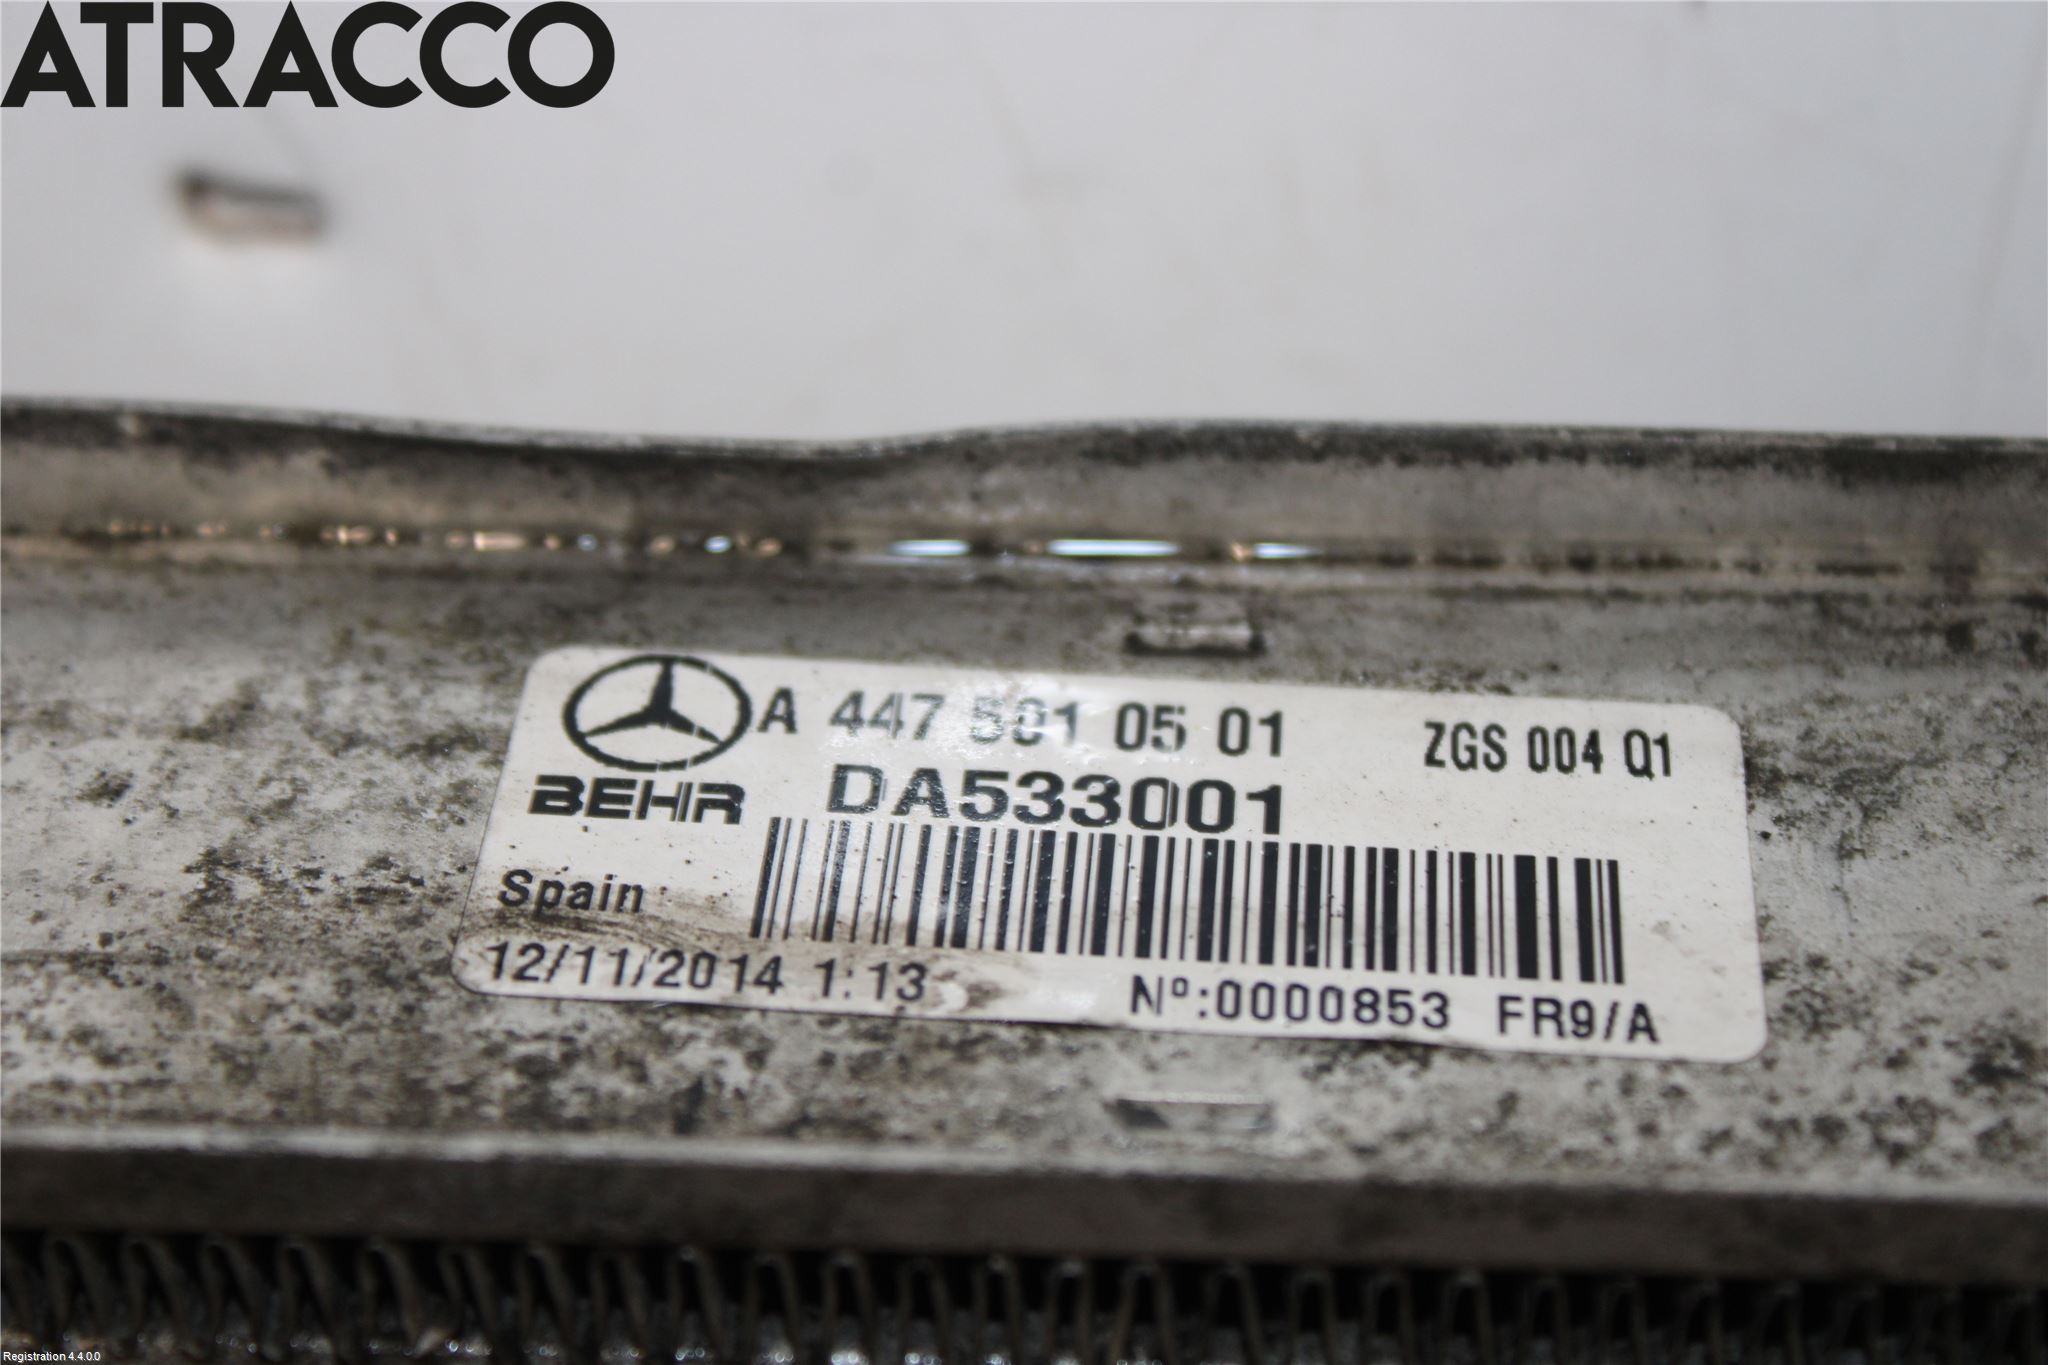 ATRACCO
A 447 501 05 01 ZGS 004 Q1
BEHR DA533001
Spain
12/11/2014 1:13 Nº:0000853 FR9/A
Registration 4.4.0.0